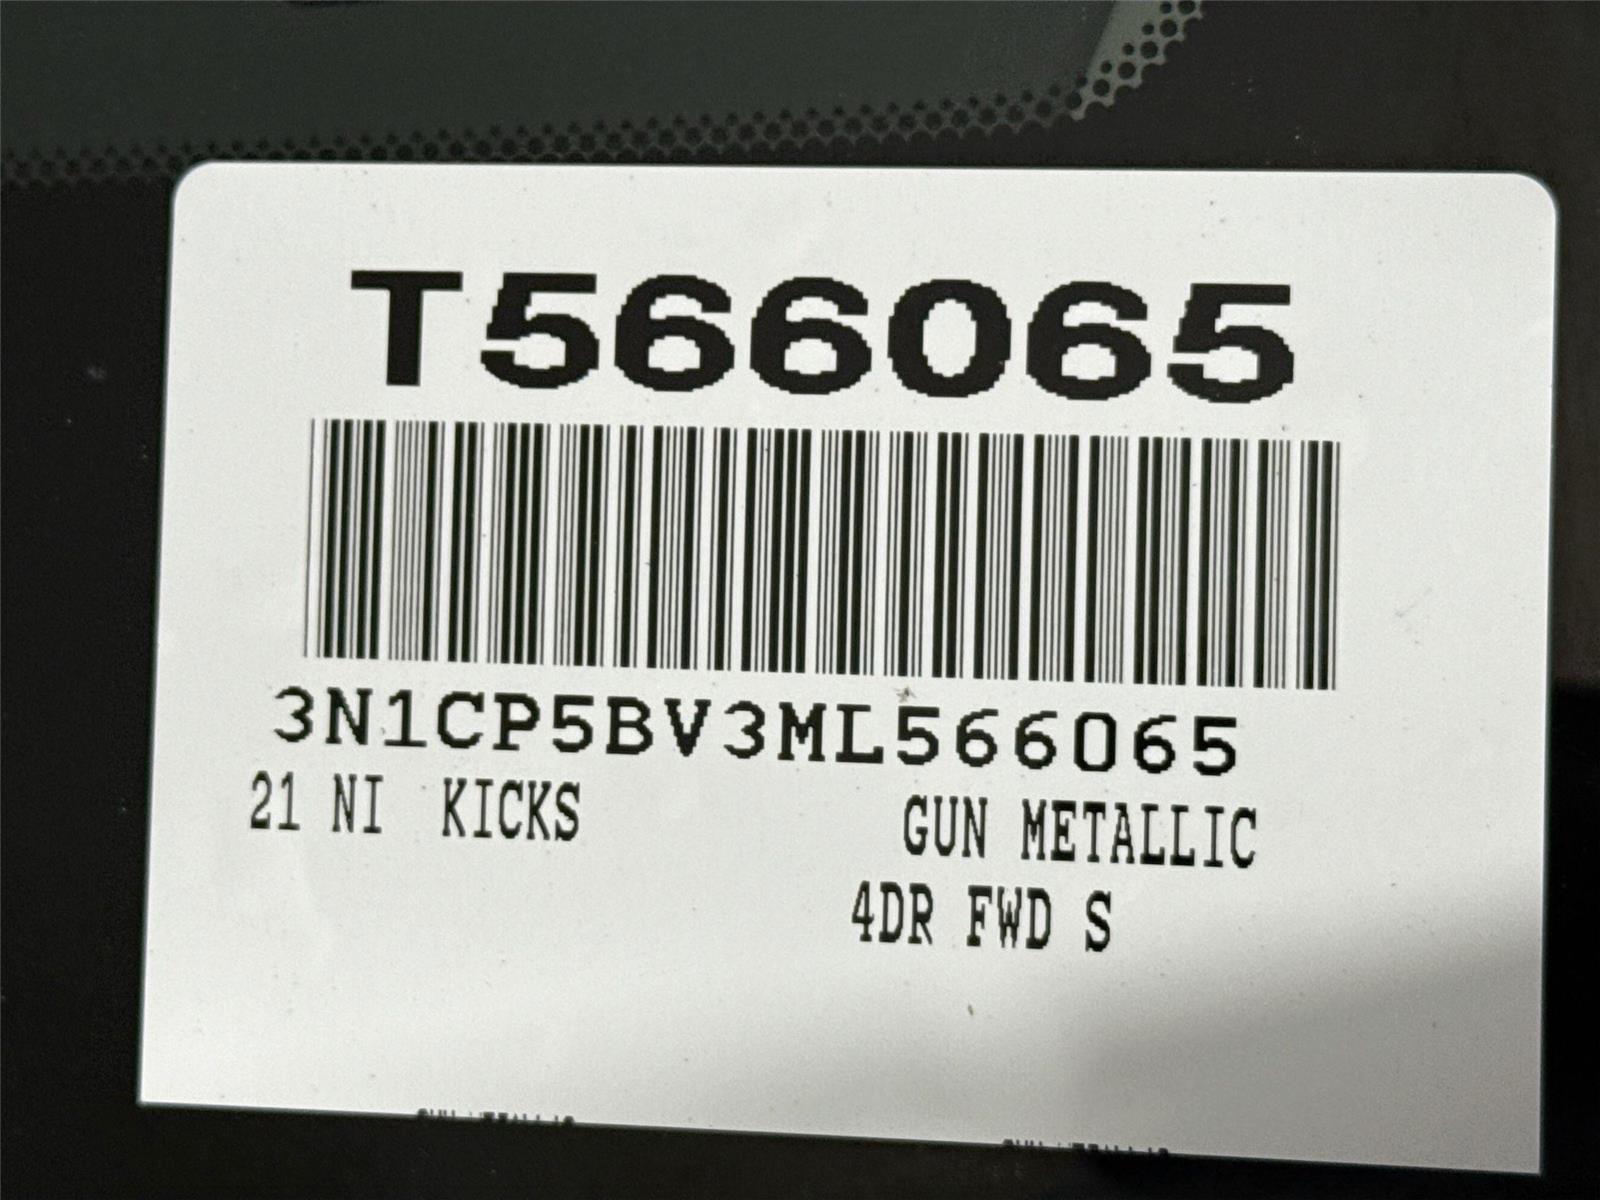 T566065
3N1CP5BV3ML566065
21 NI KICKS GUN METALLIC
4DR FWD S